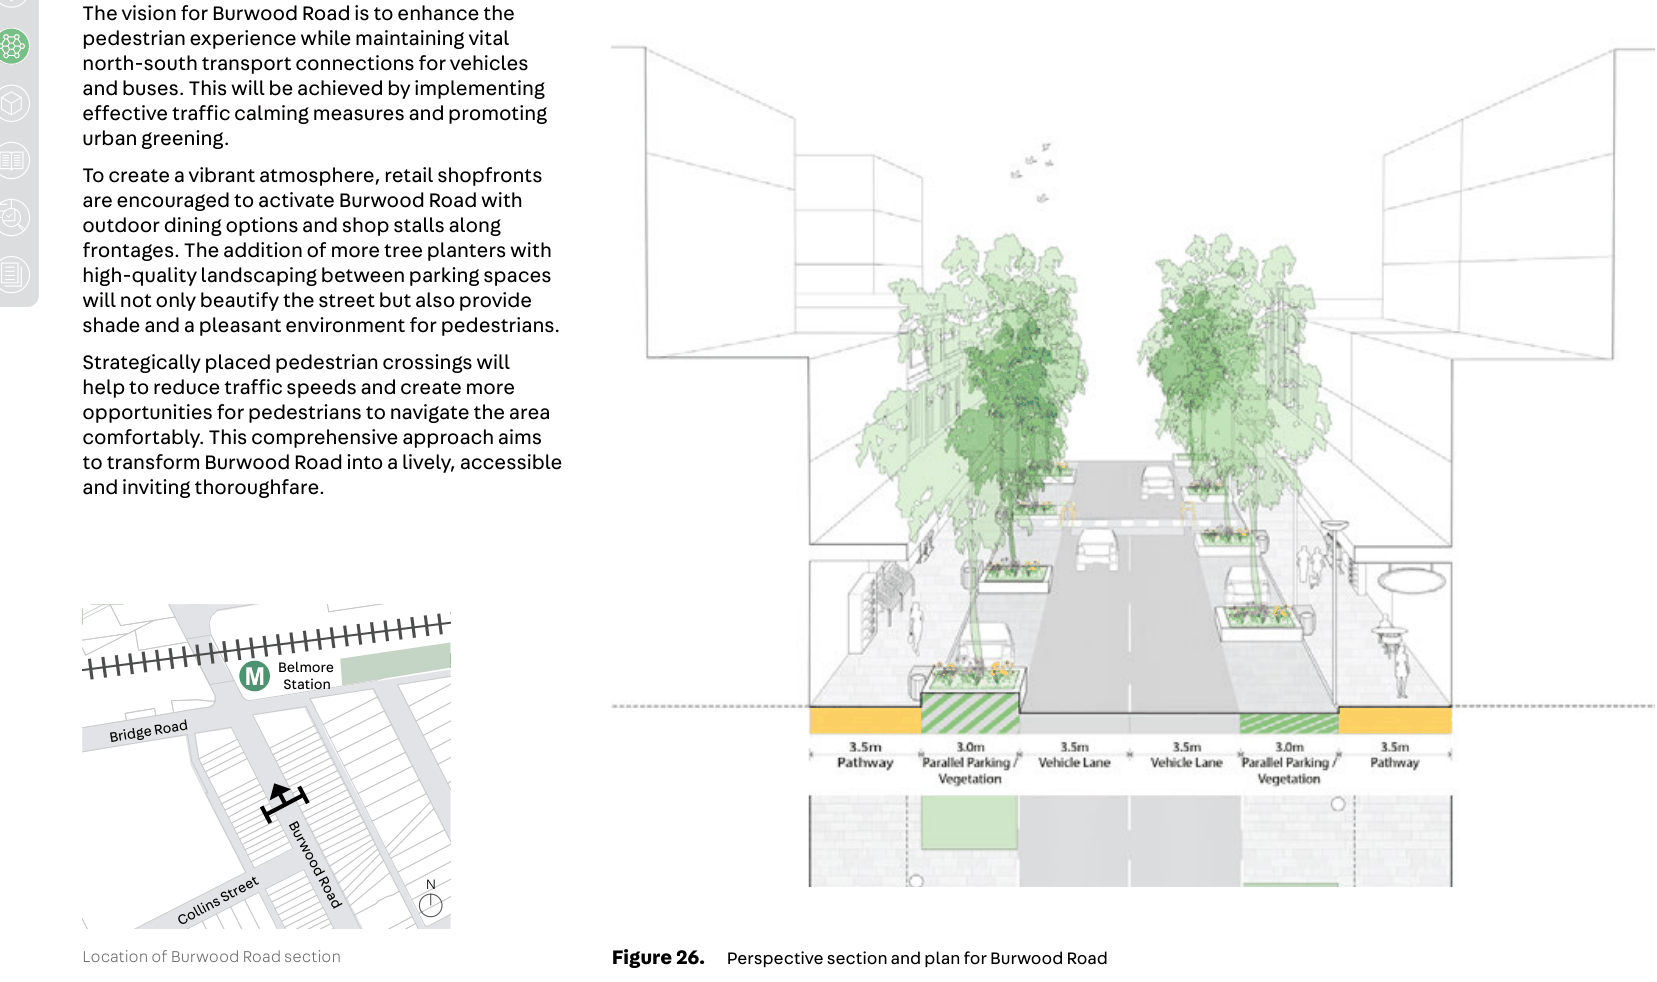 The vision for Burwood Road is to enhance the
pedestrian experience while maintaining vital
north-south transport connections for vehicles
and buses. This will be achieved by implementing
effective traffic calming measures and promoting
urban greening.
To create a vibrant atmosphere, retail shopfronts
are encouraged to activate Burwood Road with
outdoor dining options and shop stalls along
frontages. The addition of more tree planters with
high-quality landscaping between parking spaces
will not only beautify the street but also provide
shade and a pleasant environment for pedestrians.
Strategically placed pedestrian crossings will
help to reduce traffic speeds and create more
opportunities for pedestrians to navigate the area
comfortably. This comprehensive approach aims
to transform Burwood Road into a lively, accessible
and inviting thoroughfare.
M
Belmore
Station
Bridge Road
Burwood Road
Collins Street
N
Location of Burwood Road section
3.5m
Pathway
3.0m
Parallel Parking /
Vegetation
3.5m
Vehicle Lane
3.5m
Vehicle Lane
3.0m
Parallel Parking /
Vegetation
3.5m
Pathway
Figure 26. Perspective section and plan for Burwood Road